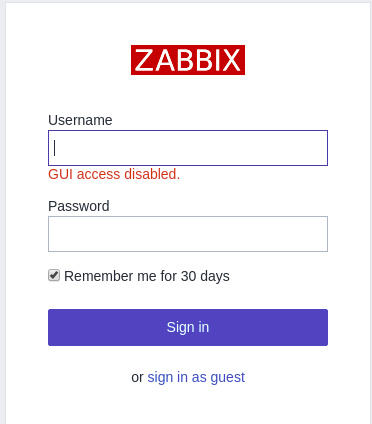 ZABBIX
Username
GUI access disabled.
Password
Remember me for 30 days
Sign in
or sign in as guest